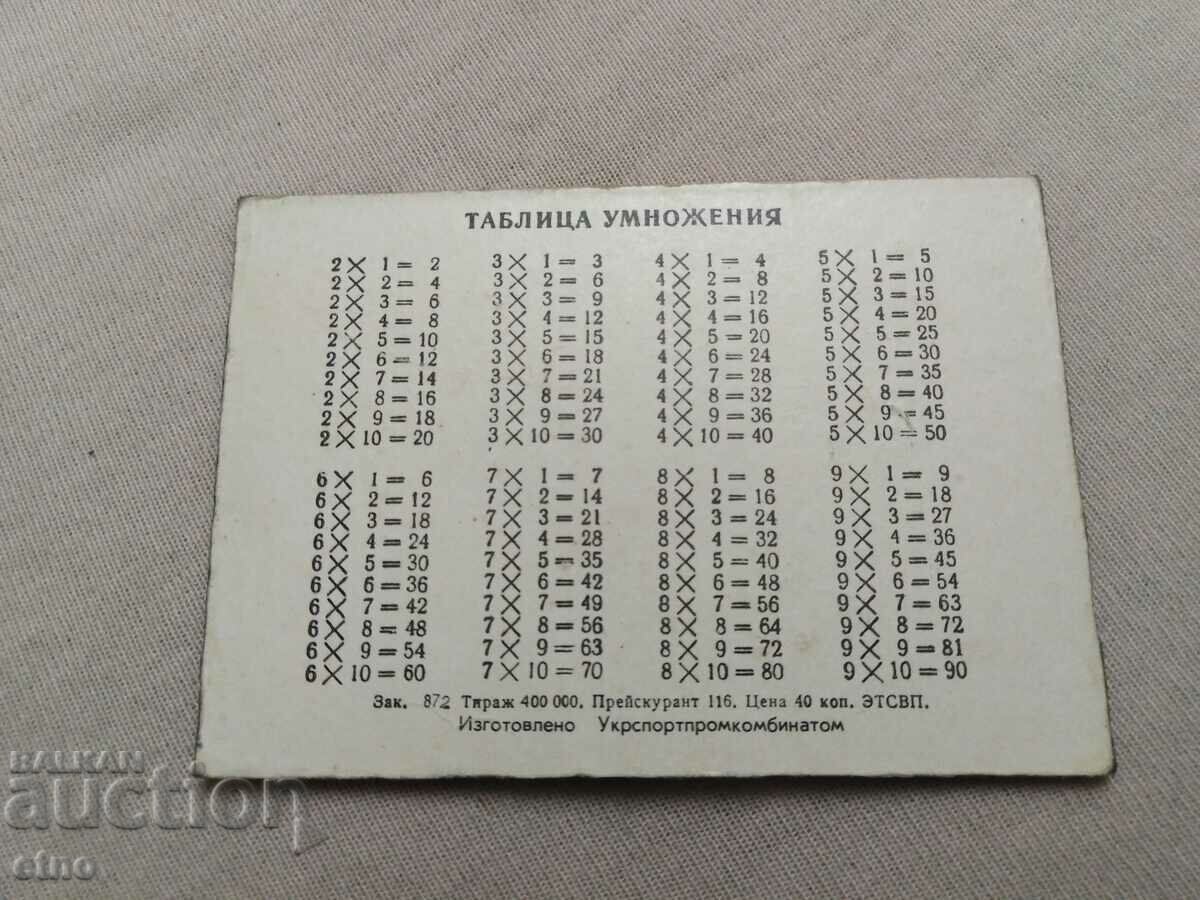 ТАБЛИЦА УМНОЖЕНИЯ
2 × 1 = 2 3 × 1 = 3 4 × 1 = 4 5 × 1 = 5
2 × 2 = 4 3 × 2 = 6 4 × 2 = 8 5 × 2 = 10
2 × 3 = 6 3 × 3 = 9 4 × 3 = 12 5 × 3 = 15
2 × 4 = 8 3 × 4 = 12 4 × 4 = 16 5 × 4 = 20
2 × 5 = 10 3 × 5 = 15 4 × 5 = 20 5 × 5 = 25
2 × 6 = 12 3 × 6 = 18 4 × 6 = 24 5 × 6 = 30
2 × 7 = 14 3 × 7 = 21 4 × 7 = 28 5 × 7 = 35
2 × 8 = 16 3 × 8 = 24 4 × 8 = 32 5 × 8 = 40
2 × 9 = 18 3 × 9 = 27 4 × 9 = 36 5 × 9 = 45
2 × 10 = 20 3 × 10 = 30 4 × 10 = 40 5 × 10 = 50
6 × 1 = 6 7 × 1 = 7 8 × 1 = 8 9 × 1 = 9
6 × 2 = 12 7 × 2 = 14 8 × 2 = 16 9 × 2 = 18
6 × 3 = 18 7 × 3 = 21 8 × 3 = 24 9 × 3 = 27
6 × 4 = 24 7 × 4 = 28 8 × 4 = 32 9 × 4 = 36
6 × 5 = 30 7 × 5 = 35 8 × 5 = 40 9 × 5 = 45
6 × 6 = 36 7 × 6 = 42 8 × 6 = 48 9 × 6 = 54
6 × 7 = 42 7 × 7 = 49 8 × 7 = 56 9 × 7 = 63
6 × 8 = 48 7 × 8 = 56 8 × 8 = 64 9 × 8 = 72
6 × 9 = 54 7 × 9 = 63 8 × 9 = 72 9 × 9 = 81
6 × 10 = 60 7 × 10 = 70 8 × 10 = 80 9 × 10 = 90
Зак. 872 Тираж 400 000. Прейскурант 116. Цена 40 коп. ЭТСВП.
Изготовлено Укрспортпромкомбинатом
BALKAN
auction
etno